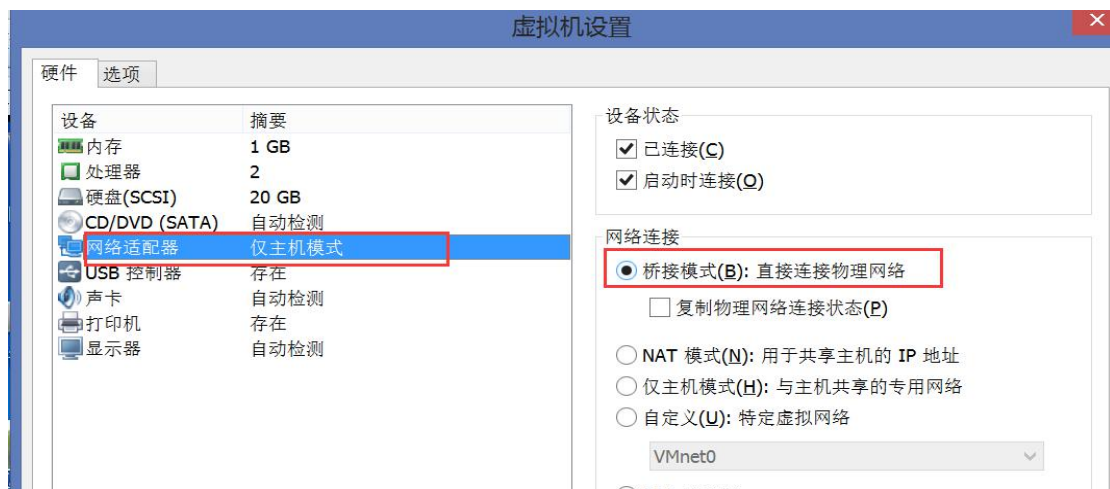 虚拟机设置
硬件 选项
设备 摘要
内存 1 GB
处理器 2
硬盘(SCSI) 20 GB
CD/DVD (SATA) 自动检测
网络适配器 仅主机模式
USB 控制器 存在
声卡 自动检测
打印机 存在
显示器 自动检测
设备状态
已连接(C)
启动时连接(O)
网络连接
桥接模式(B): 直接连接物理网络
复制物理网络连接状态(P)
NAT 模式(N): 用于共享主机的 IP 地址
仅主机模式(H): 与主机共享的专用网络
自定义(U): 特定虚拟网络
VMnet0